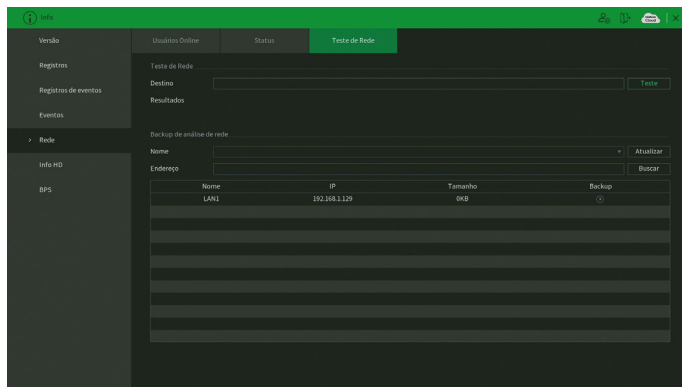 Info
Versão
Registros
Registros de eventos
Eventos
Rede
Info HD
BPS
Usuários Online Status Teste de Rede
Teste de Rede
Destino Teste
Resultados
Backup de análise de rede
Nome Atualizar
Endereço Buscar
Nome IP Tamanho Backup
LAN1 192.168.1.129 0KB